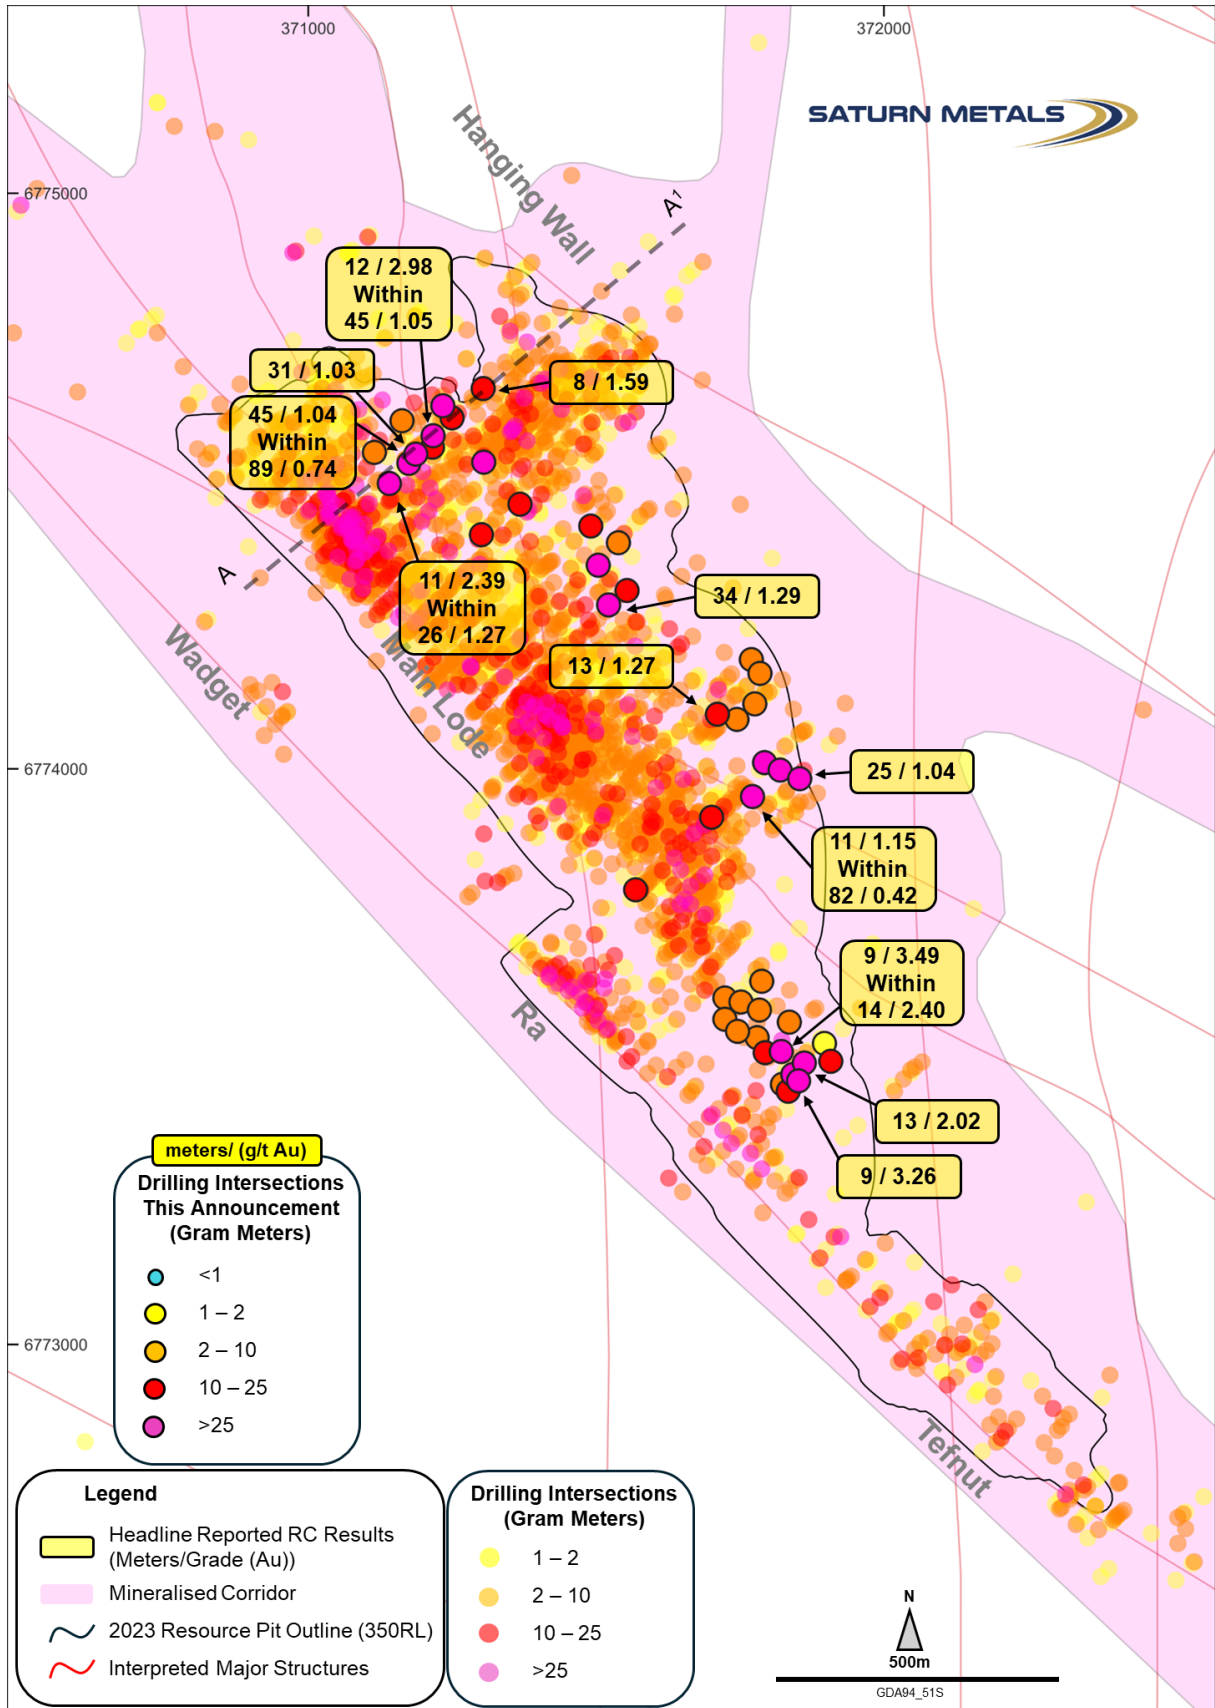 371000
372000
SATURN METALS
Hanging Wall
6775000
A'
12 / 2.98
Within
45 / 1.05
31 / 1.03
8 / 1.59
45 / 1.04
Within
89 / 0.74
A
11 / 2.39
Within
26 / 1.27
34 / 1.29
Wadget
Main Lode
13 / 1.27
6774000
25 / 1.04
11 / 1.15
Within
82 / 0.42
9 / 3.49
Within
14 / 2.40
Ra
13 / 2.02
9 / 3.26
meters/ (g/t Au)
Drilling Intersections
This Announcement
(Gram Meters)
<1
1 – 2
2 – 10
10 – 25
>25
6773000
Tefnut
Legend
Headline Reported RC Results
(Meters/Grade (Au))
Mineralised Corridor
2023 Resource Pit Outline (350RL)
Interpreted Major Structures
Drilling Intersections
(Gram Meters)
1 – 2
2 – 10
10 – 25
>25
N
500m
GDA94_51S